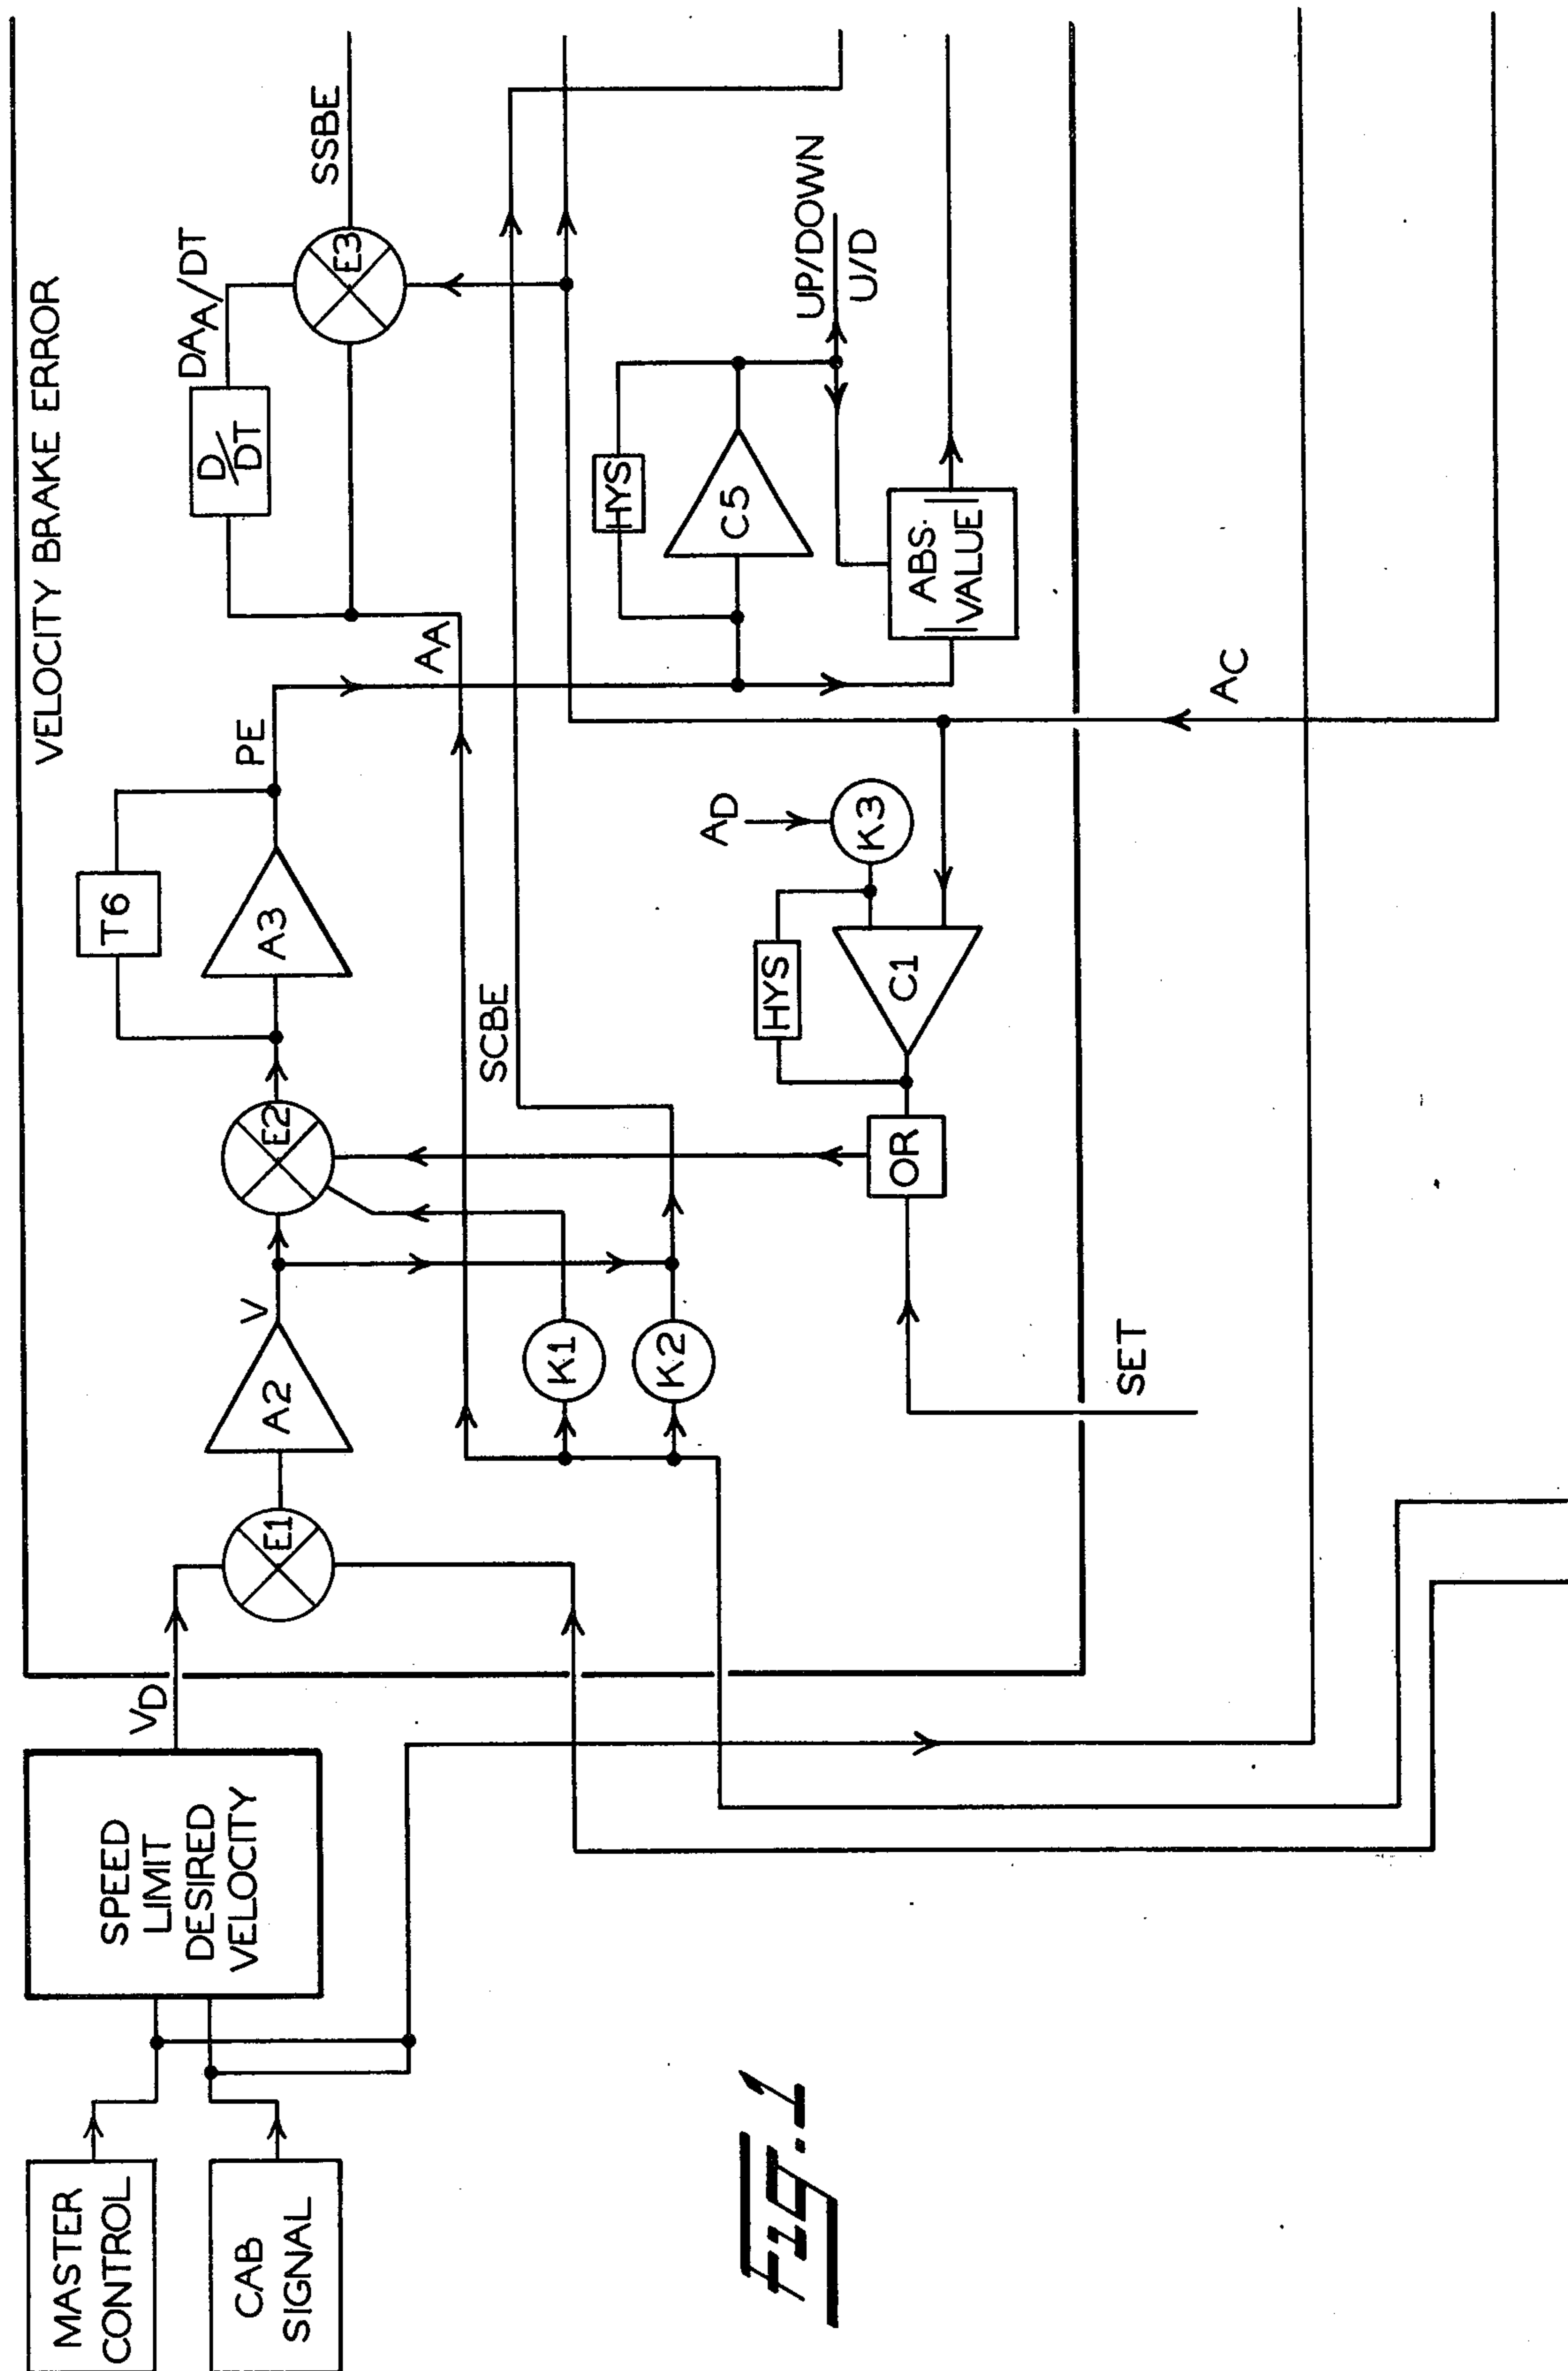 VELOCITY BRAKE ERROR
MASTER
CONTROL
CAB
SIGNAL
SPEED
LIMIT
DESIRED
VELOCITY
VD
E1
A2
V
E2
T6
A3
PE
K1
K2
SCBE
AA
D/DT
DAA/DT
E3
SSBE
HYS
C5
UP/DOWN
U/D
ABS.
VALUE
AD
K3
HYS
C1
OR
SET
AC
FIG. 1